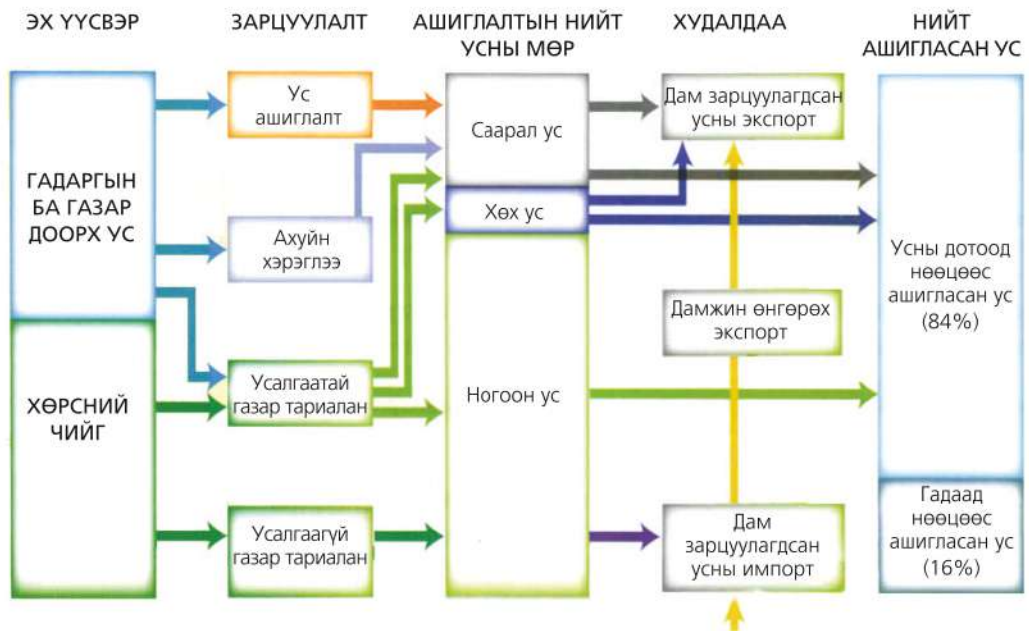 ЭХ ҮҮСВЭР
ЗАРЦУУЛАЛТ
АШИГЛАЛТЫН НИЙТ
УСНЫ МӨР
ХУДАЛДАА
НИЙТ
АШИГЛАСАН УС
ГАДАРГЫН
БА ГАЗАР
ДООРХ УС
ХӨРСНИЙ
ЧИЙГ
Ус
ашиглалт
Ахуйн
хэрэглээ
Усалгаатай
газар тариалан
Усалгаагүй
газар тариалан
Саарал ус
Хөх ус
Ногоон ус
Дам зарцуулагдсан
усны экспорт
Дамжин өнгөрөх
экспорт
Дам
зарцуулагдсан
усны импорт
Усны дотоод
нөөцөөс
ашигласан ус
(84%)
Гадаад
нөөцөөс
ашигласан ус
(16%)